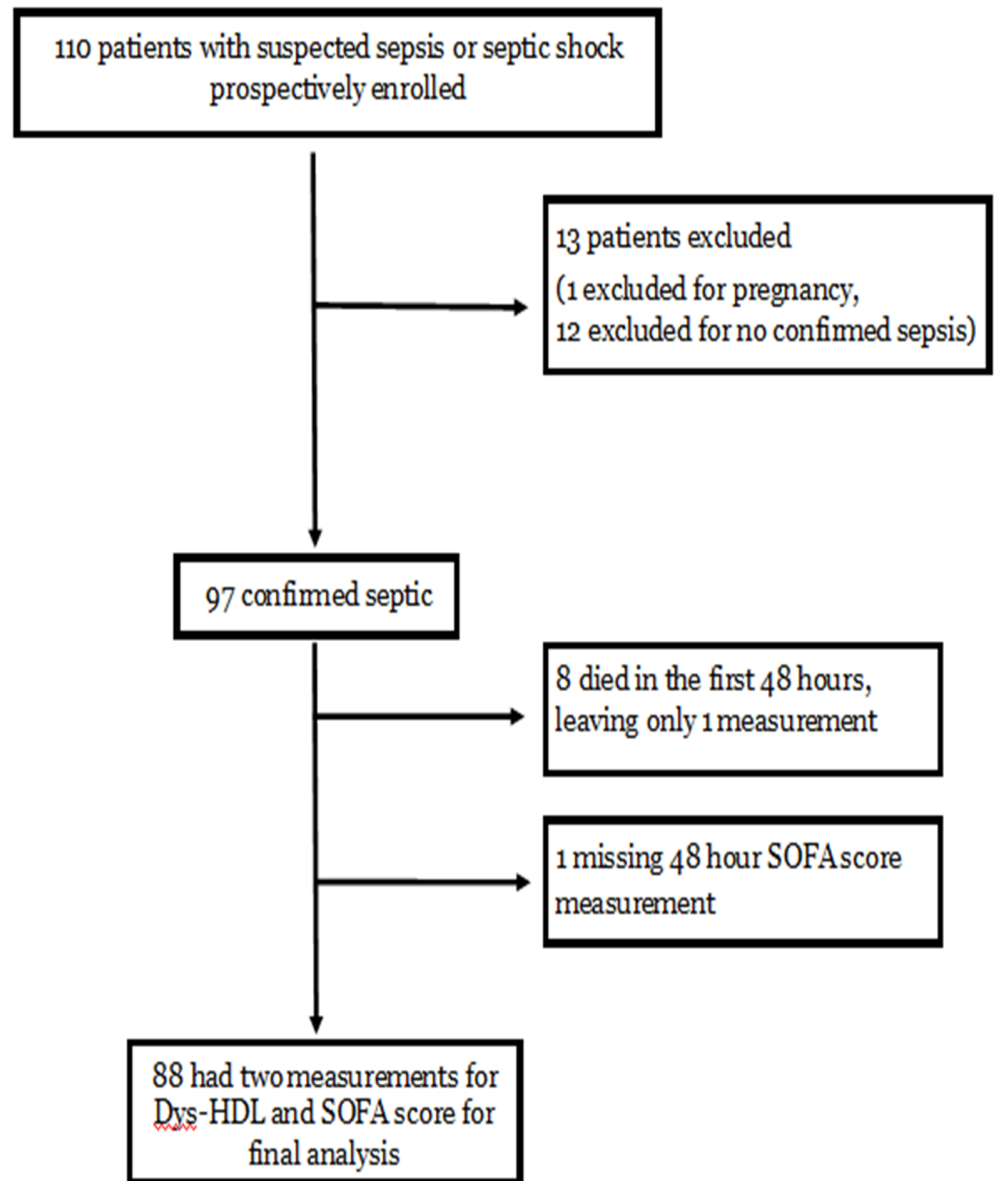 110 patients with suspected sepsis or septic shock
prospectively enrolled
13 patients excluded
(1 excluded for pregnancy,
12 excluded for no confirmed sepsis)
97 confirmed septic
8 died in the first 48 hours,
leaving only 1 measurement
1 missing 48 hour SOFA score
measurement
88 had two measurements for
Dys-HDL and SOFA score for
final analysis